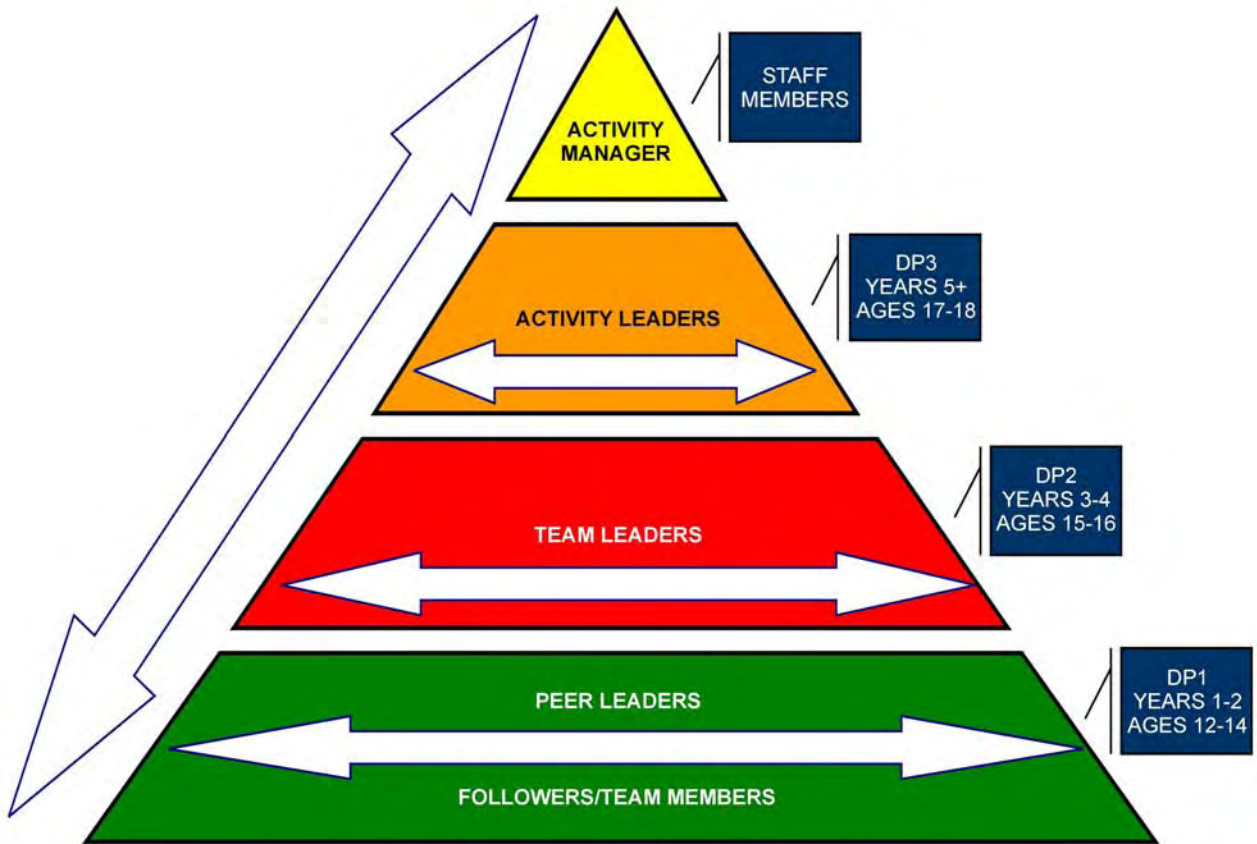 STAFF
MEMBERS
ACTIVITY
MANAGER
DP3
YEARS 5+
AGES 17-18
ACTIVITY LEADERS
DP2
YEARS 3-4
AGES 15-16
TEAM LEADERS
DP1
YEARS 1-2
AGES 12-14
PEER LEADERS
FOLLOWERS/TEAM MEMBERS